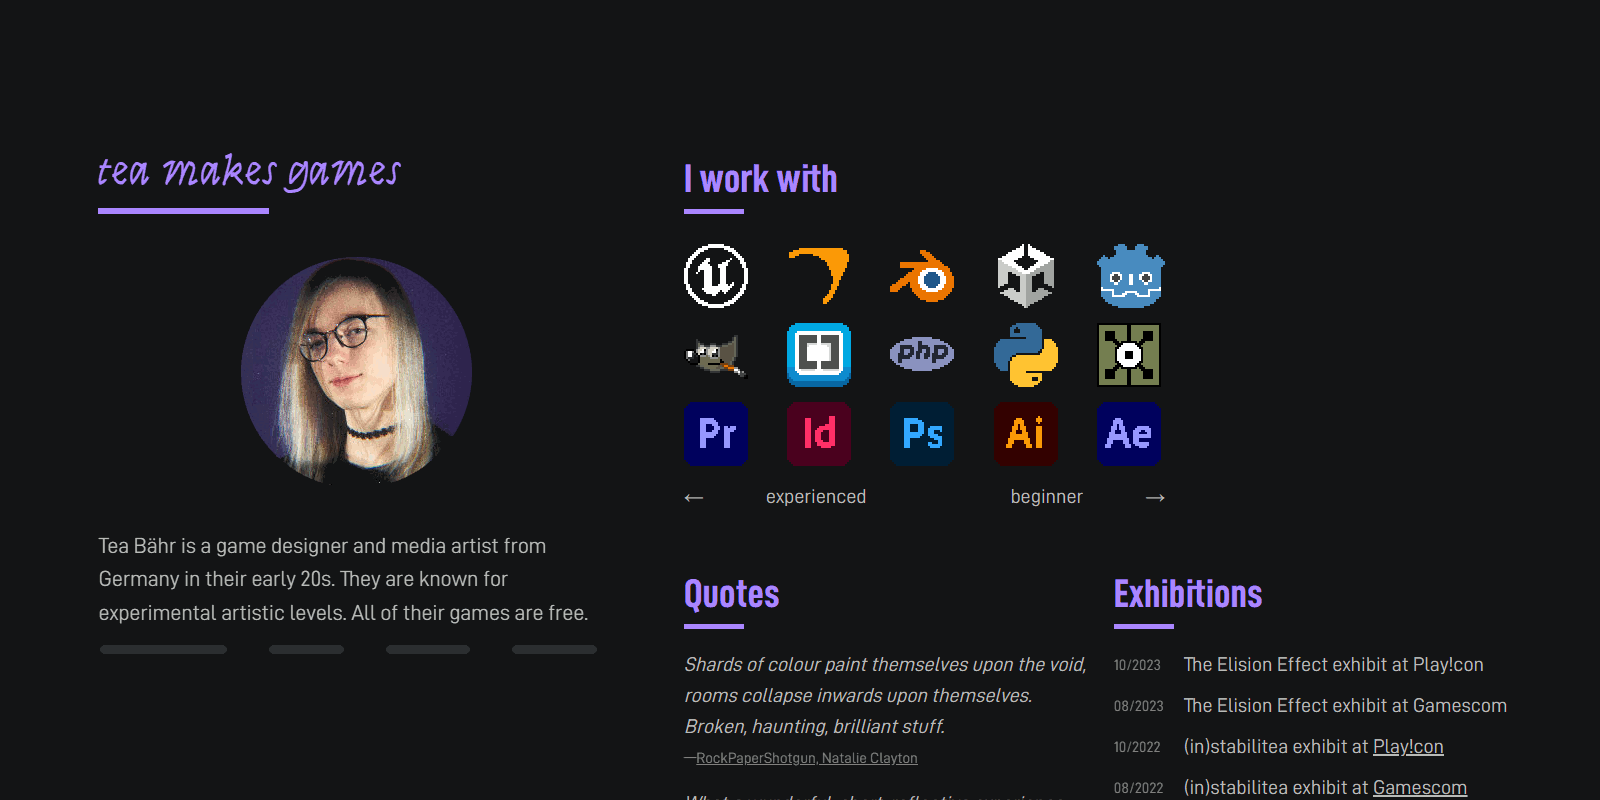 tea makes games
Tea Bähr is a game designer and media artist from
Germany in their early 20s. They are known for
experimental artistic levels. All of their games are free.
I work with
php
Pr Id Ps Ai Ae
← experienced beginner →
Quotes
Shards of colour paint themselves upon the void,
rooms collapse inwards upon themselves.
Broken, haunting, brilliant stuff.
—RockPaperShotgun, Natalie Clayton
Exhibitions
10/2023 The Elision Effect exhibit at Play!con
08/2023 The Elision Effect exhibit at Gamescom
10/2022 (in)stabilitea exhibit at Play!con
08/2022 (in)stabilitea exhibit at Gamescom